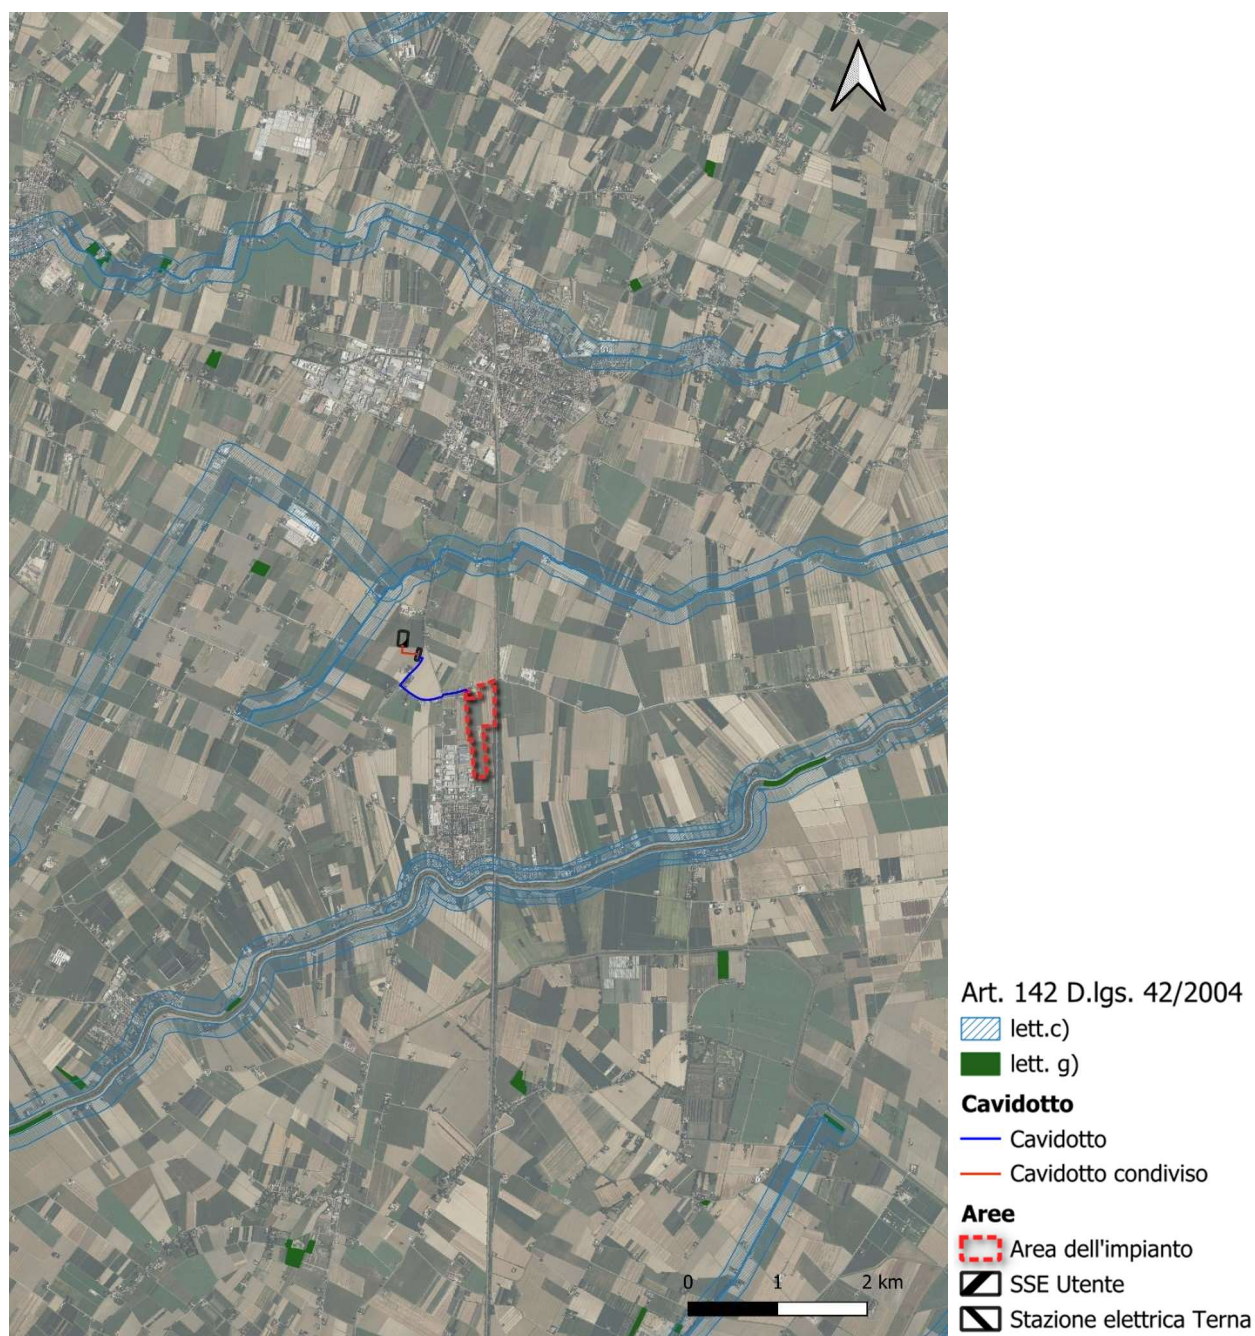 Art. 142 D.lgs. 42/2004
lett.c)
lett. g)
Cavidotto
Cavidotto
Cavidotto condiviso
Aree
Area dell'impianto
SSE Utente
Stazione elettrica Terna
0 1 2 km